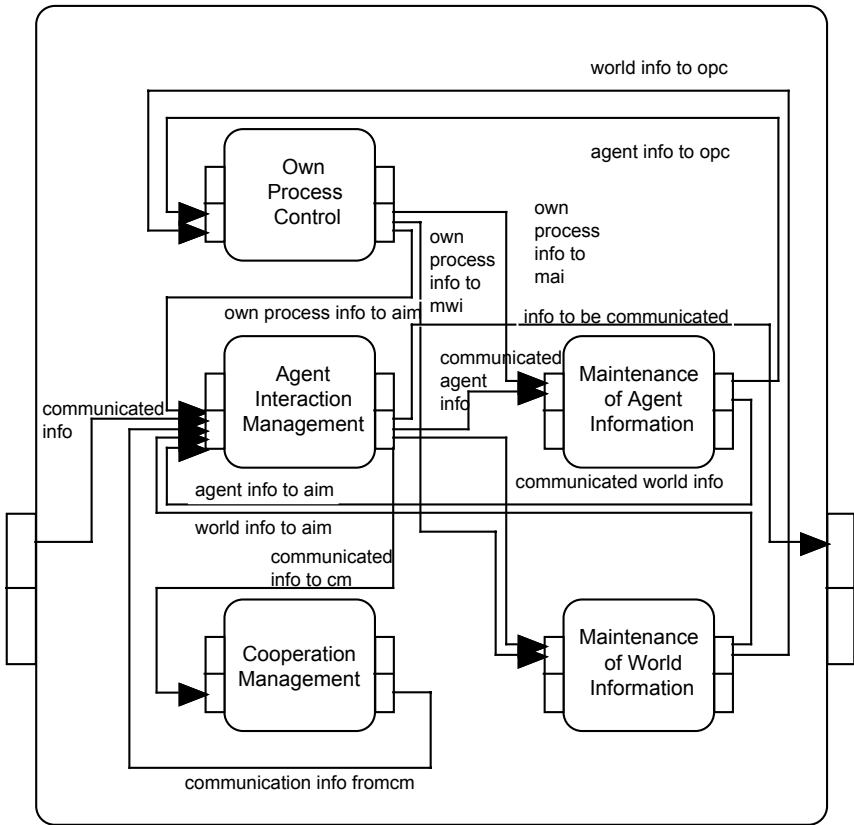 world info to opc
agent info to opc
Own
Process
Control
own
process
info to
mai
own
process
info to
mwi
own process info to aim
info to be communicated
Agent
Interaction
Management
communicated
agent
info
Maintenance
of Agent
Information
communicated
info
agent info to aim
communicated world info
world info to aim
communicated
info to cm
Cooperation
Management
Maintenance
of World
Information
communication info fromcm